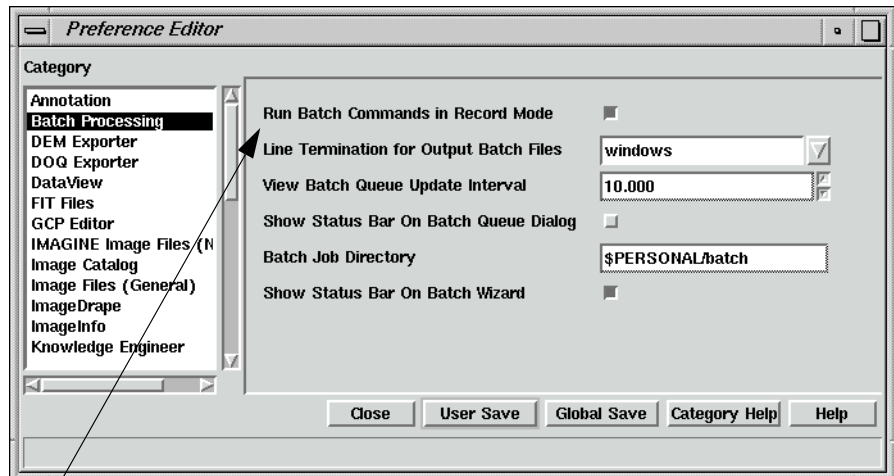 Preference Editor
Category
Annotation
Batch Processing
DEM Exporter
DOQ Exporter
DataView
FIT Files
GCP Editor
IMAGINE Image Files (N
Image Catalog
Image Files (General)
ImageDrape
ImageInfo
Knowledge Engineer
Run Batch Commands in Record Mode
Line Termination for Output Batch Files windows
View Batch Queue Update Interval 10.000
Show Status Bar On Batch Queue Dialog
Batch Job Directory $PERSONAL/batch
Show Status Bar On Batch Wizard
Close User Save Global Save Category Help Help